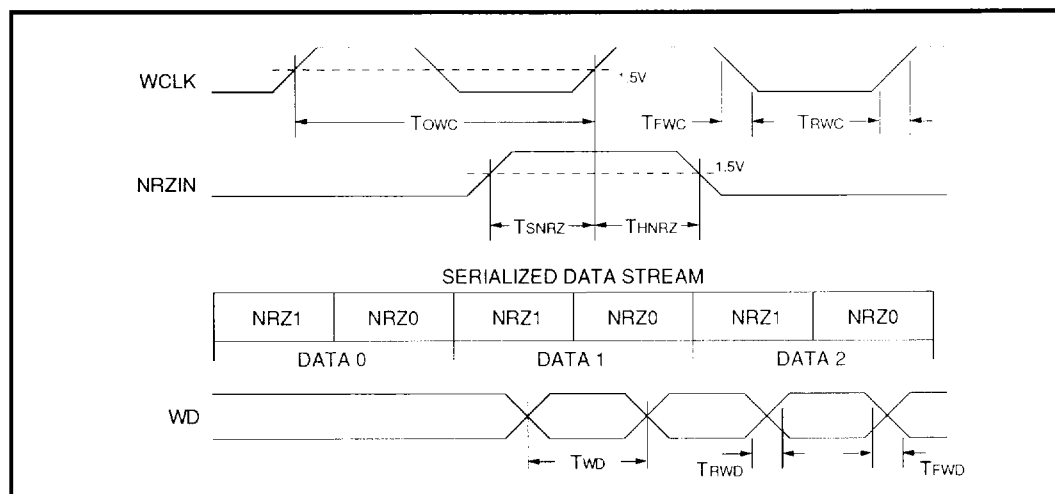 WCLK
1.5V
TOWC
TFWC
TRWC
NRZIN
1.5V
TSNRZ
THNRZ
SERIALIZED DATA STREAM
NRZ1 NRZ0 NRZ1 NRZ0 NRZ1 NRZ0
DATA 0 DATA 1 DATA 2
WD
TWD
TRWD
TFWD